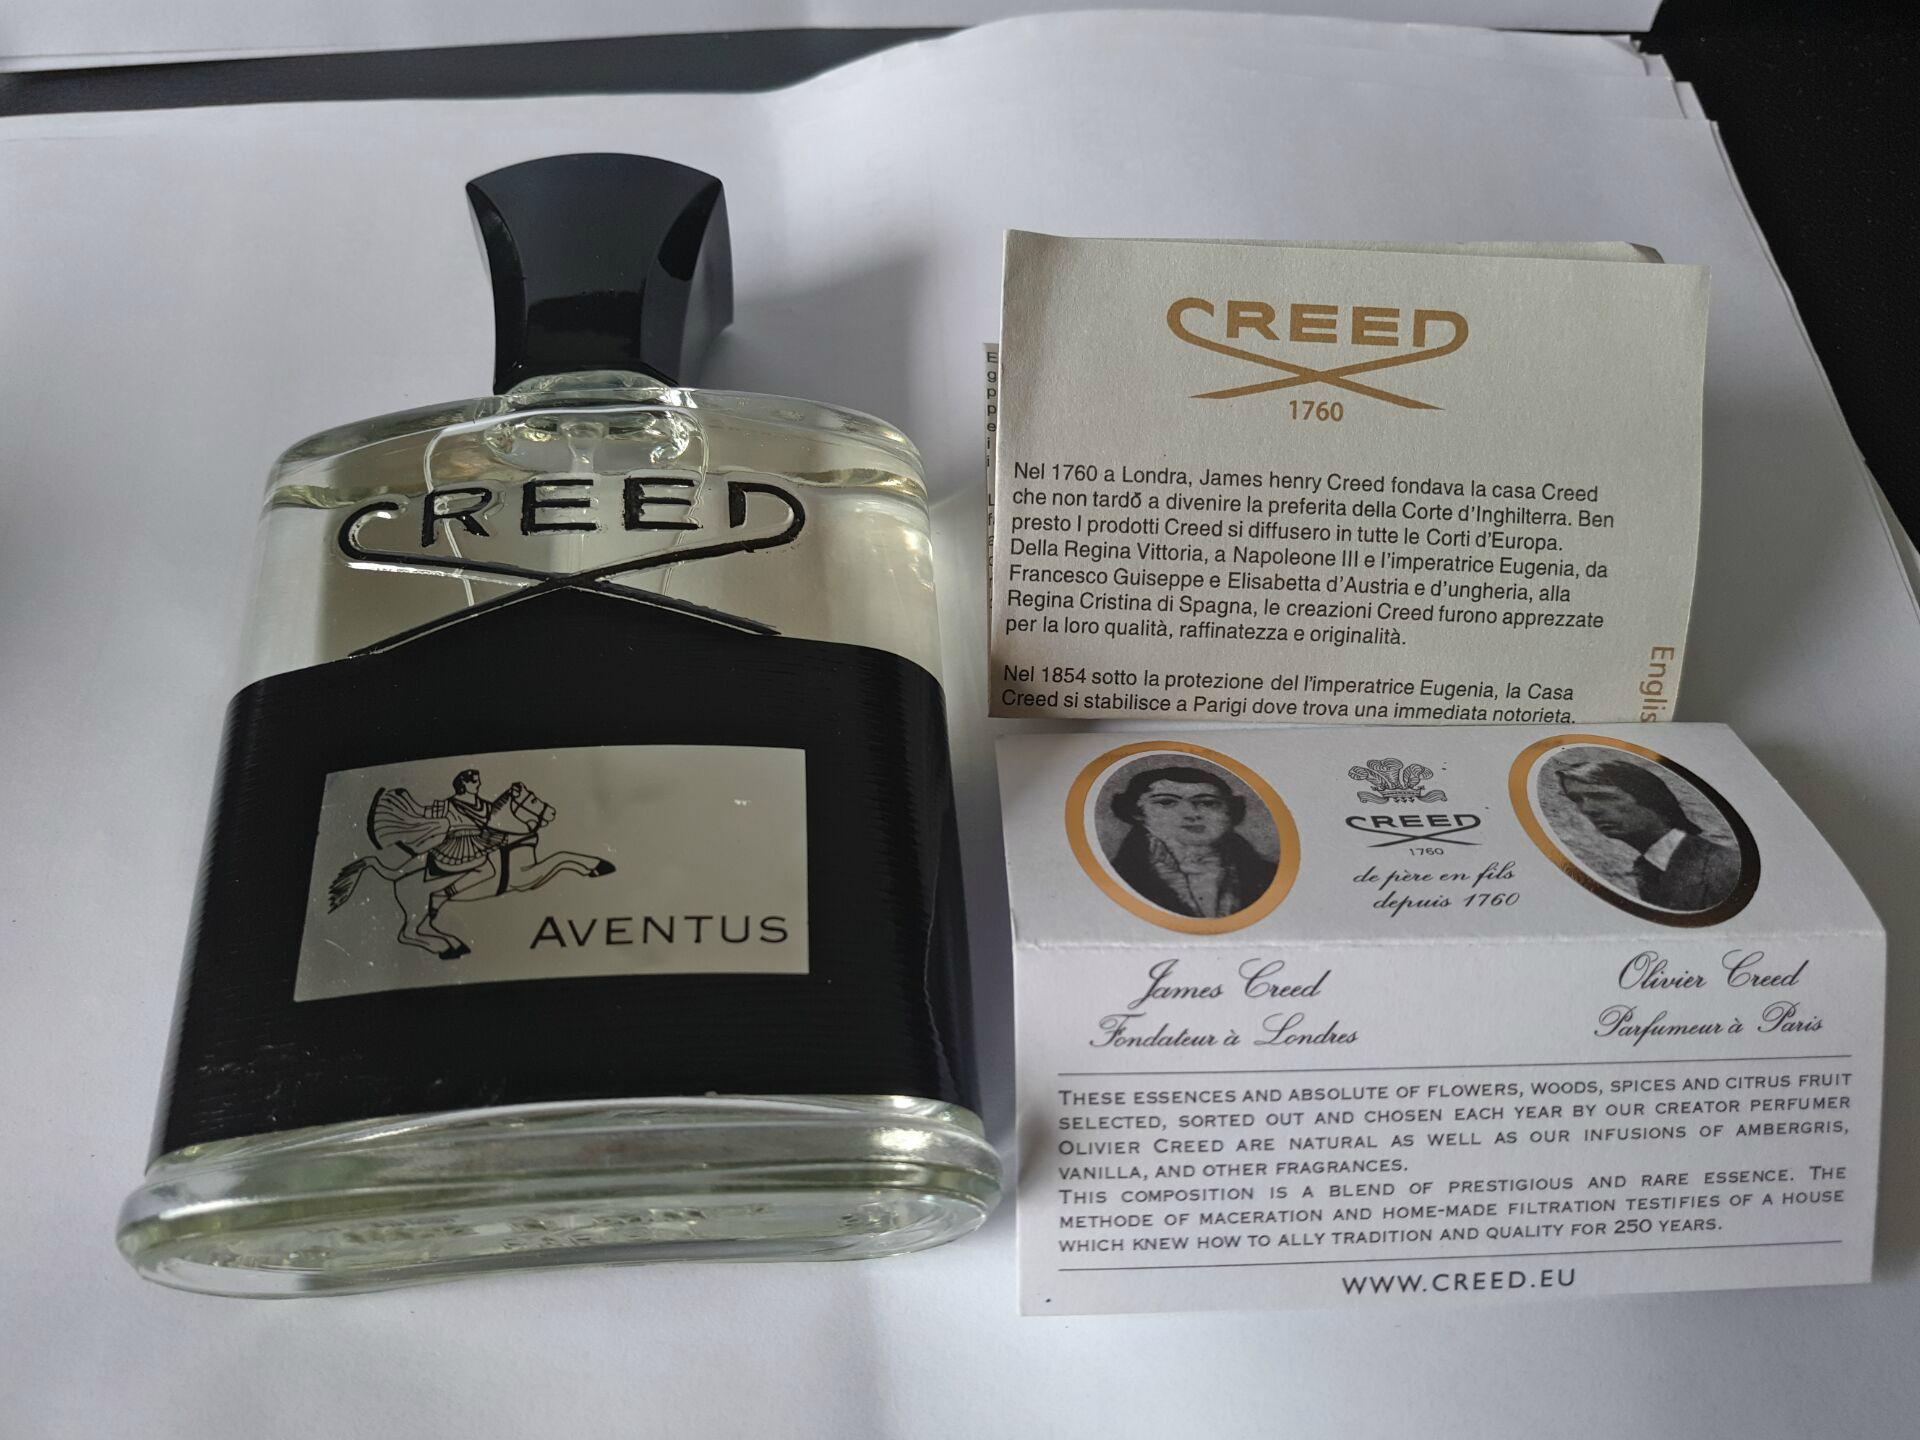 CREED
AVENTUS
CREED
1760
Nel 1760 a Londra, James henry Creed fondava la casa Creed
che non tardõ a divenire la preferita della Corte d'Inghilterra. Ben
presto I prodotti Creed si diffusero in tutte le Corti d'Europa.
Della Regina Vittoria, a Napoleone III e l'imperatrice Eugenia, da
Francesco Guiseppe e Elisabetta d'Austria e d'ungheria, alla
Regina Cristina di Spagna, le creazioni Creed furono apprezzate
per la loro qualità, raffinatezza e originalità.
Nel 1854 sotto la protezione del l'imperatrice Eugenia, la Casa
Creed si stabilisce a Parigi dove trova una immediata notorieta.
Englis
CREED
1760
de père en fils
depuis 1760
James Creed
Fondateur à Londres
Olivier Creed
Parfumeur à Paris
THESE ESSENCES AND ABSOLUTE OF FLOWERS, WOODS, SPICES AND CITRUS FRUIT
SELECTED, SORTED OUT AND CHOSEN EACH YEAR BY OUR CREATOR PERFUMER
OLIVIER CREED ARE NATURAL AS WELL AS OUR INFUSIONS OF AMBERGRIS,
VANILLA, AND OTHER FRAGRANCES.
THIS COMPOSITION IS A BLEND OF PRESTIGIOUS AND RARE ESSENCE. THE
METHODE OF MACERATION AND HOME-MADE FILTRATION TESTIFIES OF A HOUSE
WHICH KNEW HOW TO ALLY TRADITION AND QUALITY FOR 250 YEARS.
WWW.CREED.EU